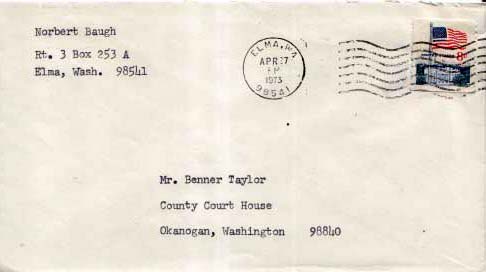 Norbert Baugh
Rt. 3 Box 253 A
Elma, Wash. 98541
ELMA, WA
APR 27
PM
1973
98541
8c
Mr. Benner Taylor
County Court House
Okanogan, Washington 98840